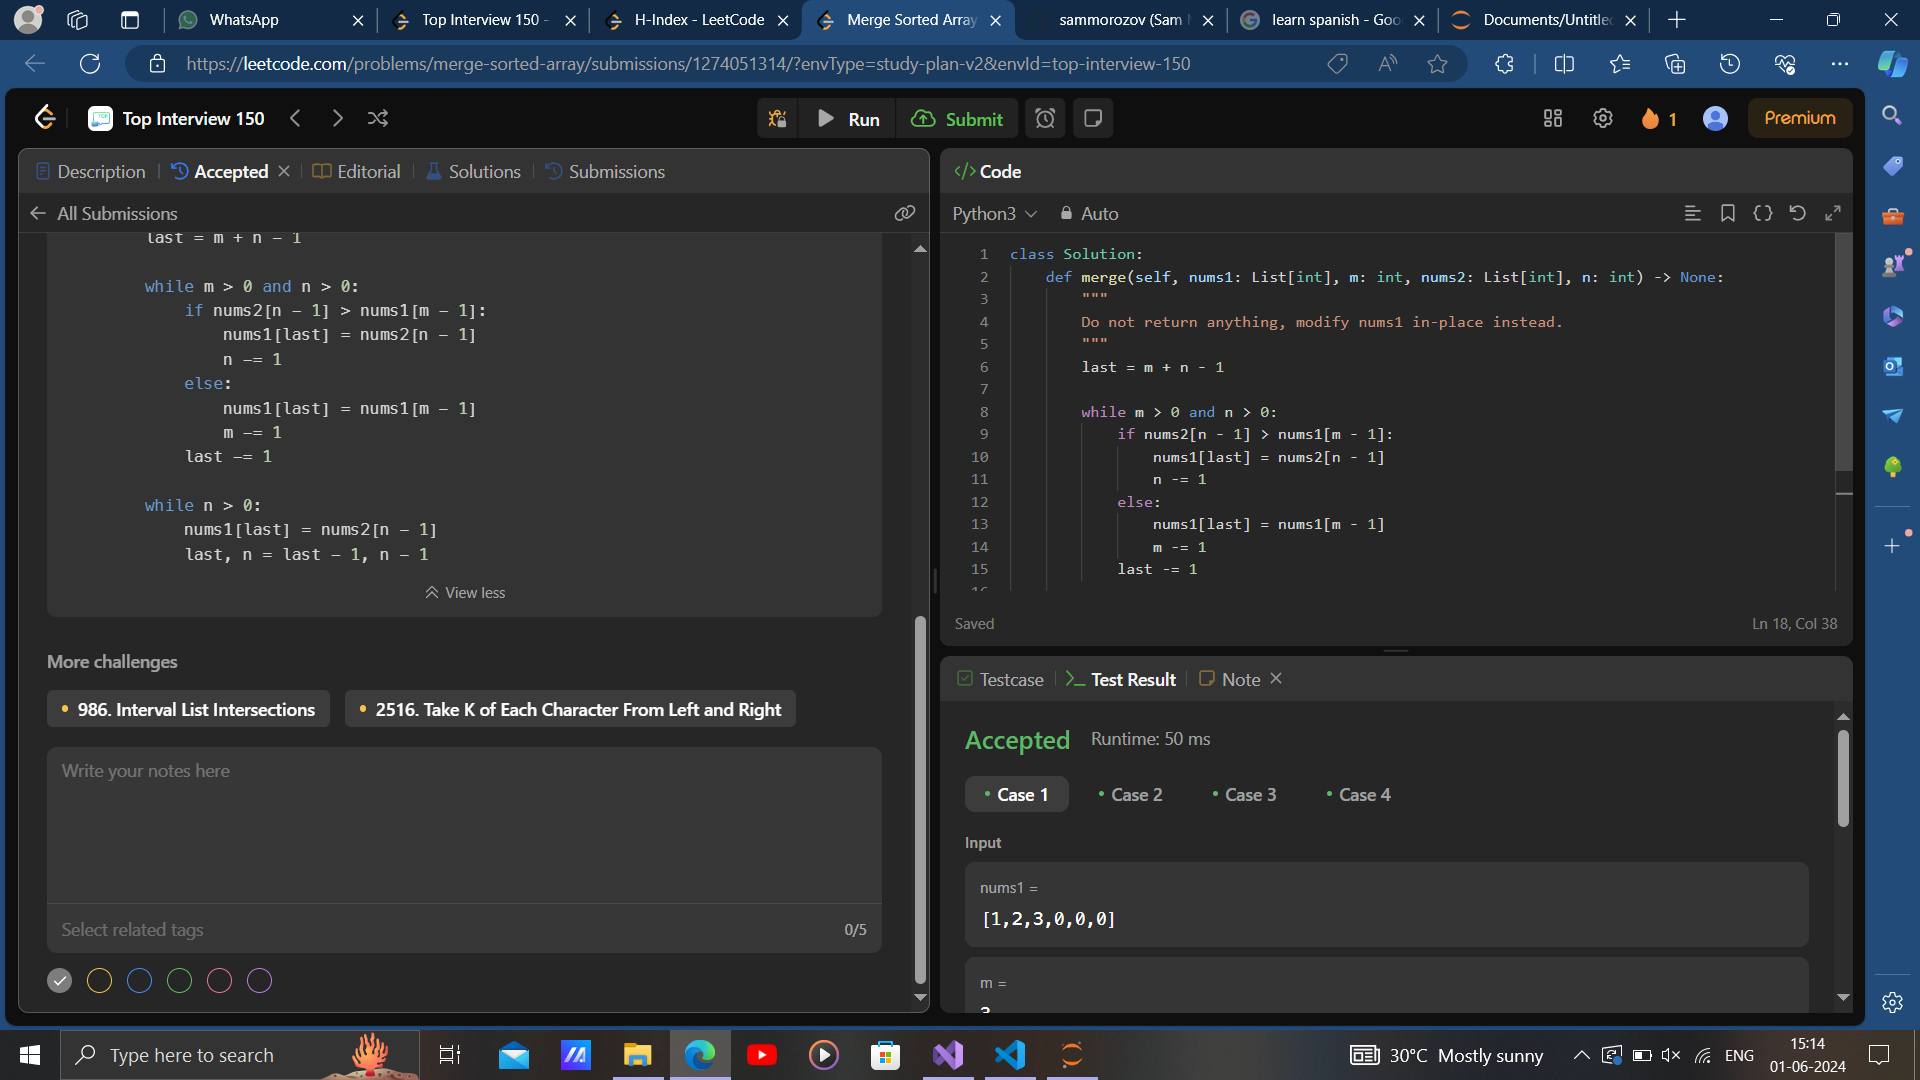 WhatsApp
Top Interview 150 -
H-Index - LeetCode
Merge Sorted Array
sammorozov (Sam
learn spanish - Goo
Documents/Untitle
https://leetcode.com/problems/merge-sorted-array/submissions/1274051314/?envType=study-plan-v2&envId=top-interview-150
Top Interview 150
Run
Submit
1
Premium
Description
Accepted
Editorial
Solutions
Submissions
All Submissions
last = m + n - 1
while m > 0 and n > 0:
if nums2[n - 1] > nums1[m - 1]:
nums1[last] = nums2[n - 1]
n -= 1
else:
nums1[last] = nums1[m - 1]
m -= 1
last -= 1
while n > 0:
nums1[last] = nums2[n - 1]
last, n = last - 1, n - 1
View less
More challenges
986. Interval List Intersections
2516. Take K of Each Character From Left and Right
Write your notes here
Select related tags
0/5
</> Code
Python3
Auto
1 class Solution:
2 def merge(self, nums1: List[int], m: int, nums2: List[int], n: int) -> None:
3 """
4 Do not return anything, modify nums1 in-place instead.
5 """
6 last = m + n - 1
7
8 while m > 0 and n > 0:
9 if nums2[n - 1] > nums1[m - 1]:
10 nums1[last] = nums2[n - 1]
11 n -= 1
12 else:
13 nums1[last] = nums1[m - 1]
14 m -= 1
15 last -= 1
16
Saved
Ln 18, Col 38
Testcase
Test Result
Note
Accepted
Runtime: 50 ms
Case 1
Case 2
Case 3
Case 4
Input
nums1 =
[1,2,3,0,0,0]
m =
3
Type here to search
30°C Mostly sunny
ENG
15:14
01-06-2024